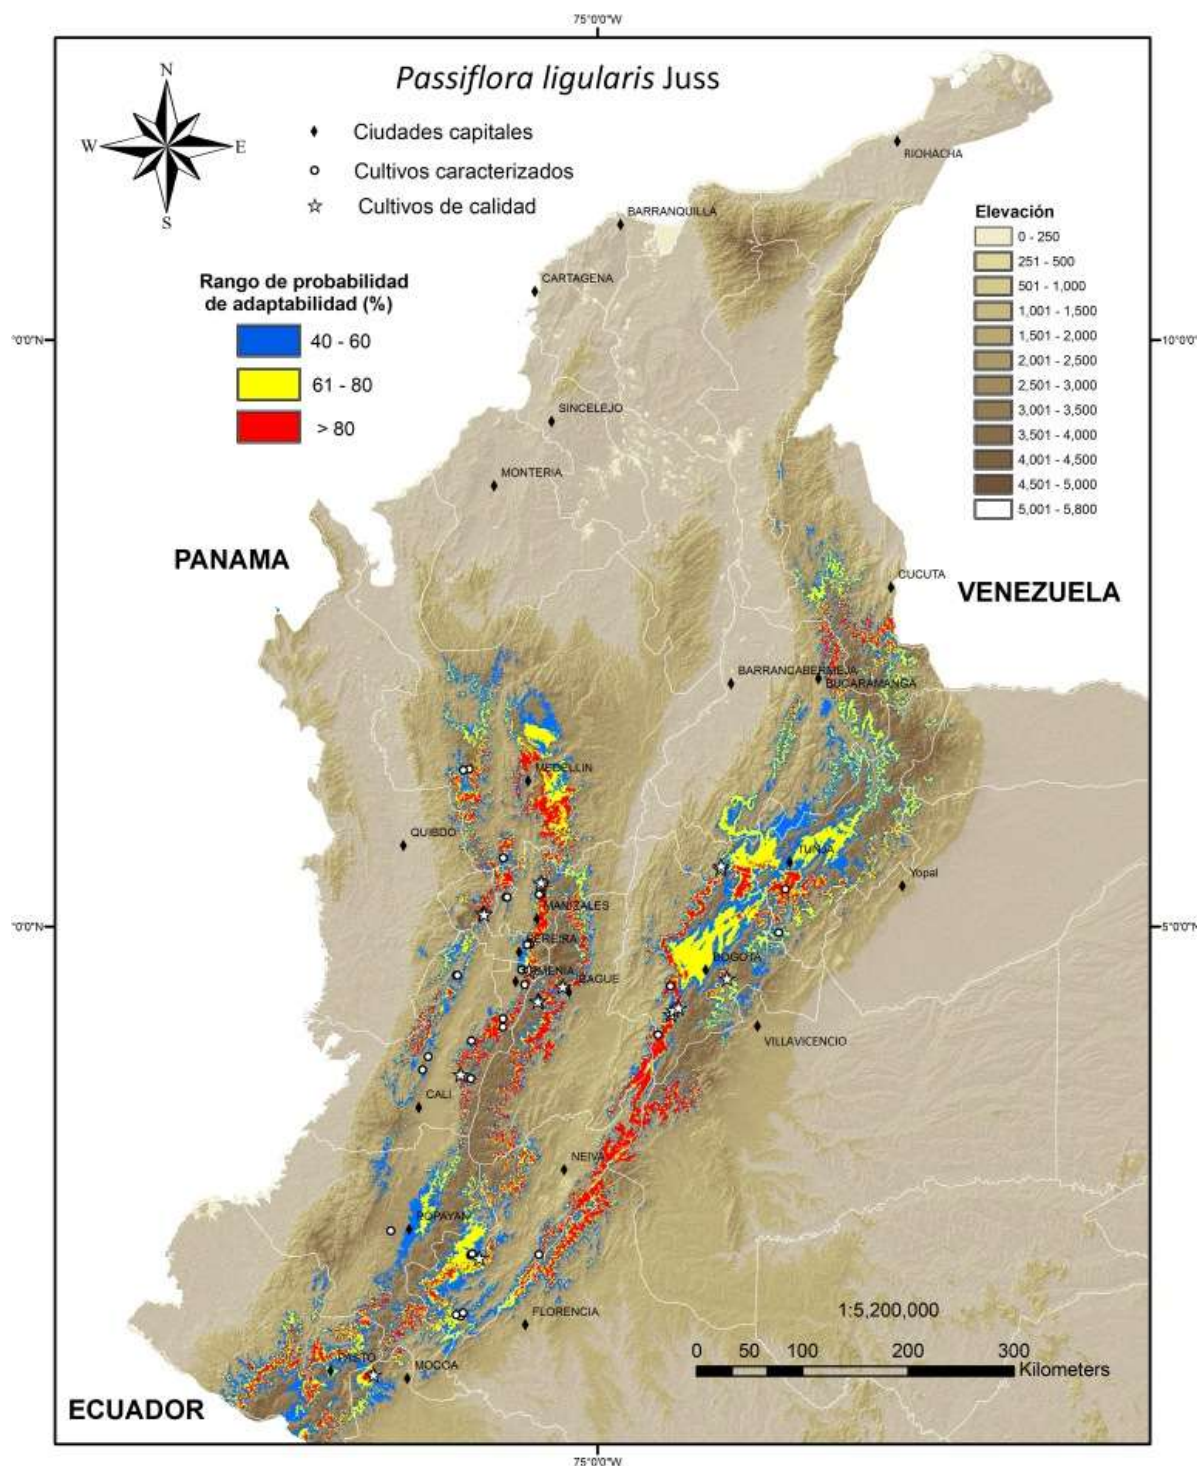 75°0'0"W
Passiflora ligularis Juss
N
W
E
S
Ciudades capitales
Cultivos caracterizados
Cultivos de calidad
RIOHACHA
BARRANQUILLA
Elevación
0 - 250
251 - 500
501 - 1,000
1,001 - 1,500
1,501 - 2,000
2,001 - 2,500
2,501 - 3,000
3,001 - 3,500
3,501 - 4,000
4,001 - 4,500
4,501 - 5,000
5,001 - 5,800
Rango de probabilidad
de adaptabilidad (%)
40 - 60
61 - 80
> 80
CARTAGENA
°0'0"N
10°0'0"
SINCELEJO
MONTERIA
PANAMA
CUCUTA
VENEZUELA
BARRANCABERMEJA
BUCARAMANGA
MEDELLIN
QUIBDO
TUNJA
Yopal
MANIZALES
°0'0"N
5°0'0"N
PEREIRA
BOGOTA
RMENIA
IBAGUE
VILLAVICENCIO
CALI
NEIVA
POPAYAN
FLORENCIA
1:5,200,000
0 50 100 200 300
Kilometers
PASTO
MOCOA
ECUADOR
75°0'0"W